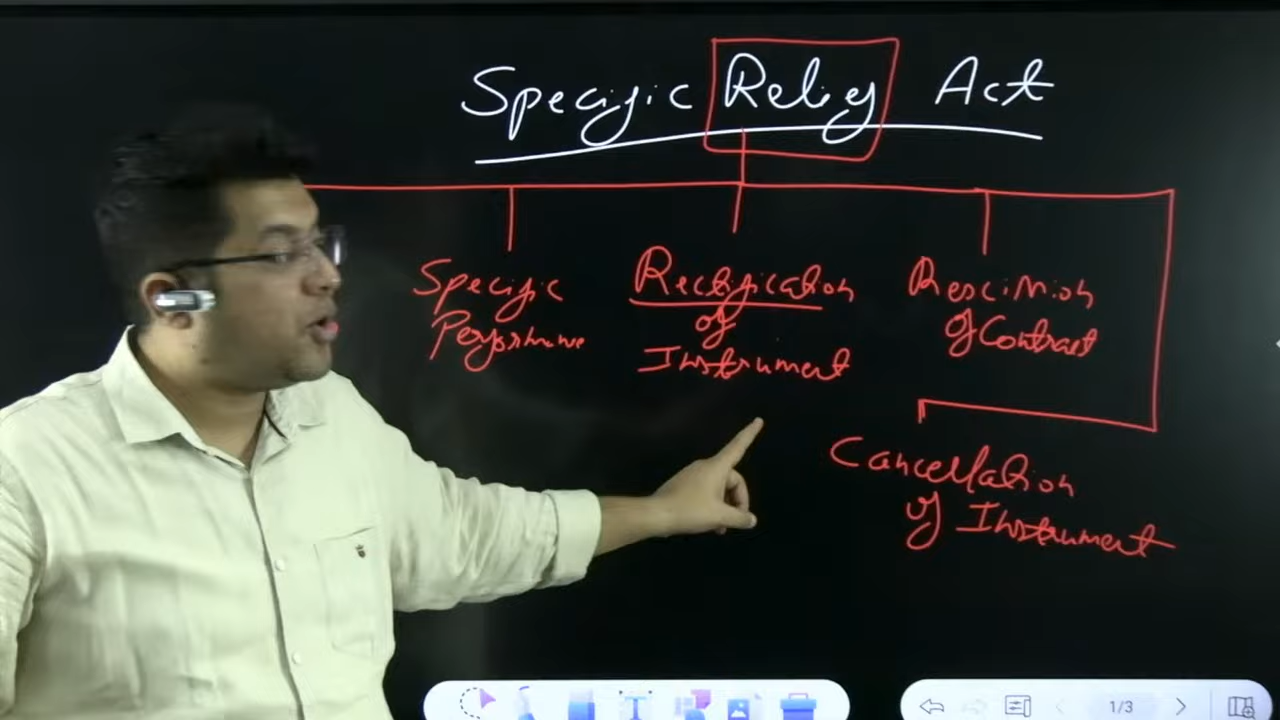 Specific Relief Act
Specific
Performance
Rectification
of
Instrument
Rescission
of Contract
Cancellation
of Instrument
1/3